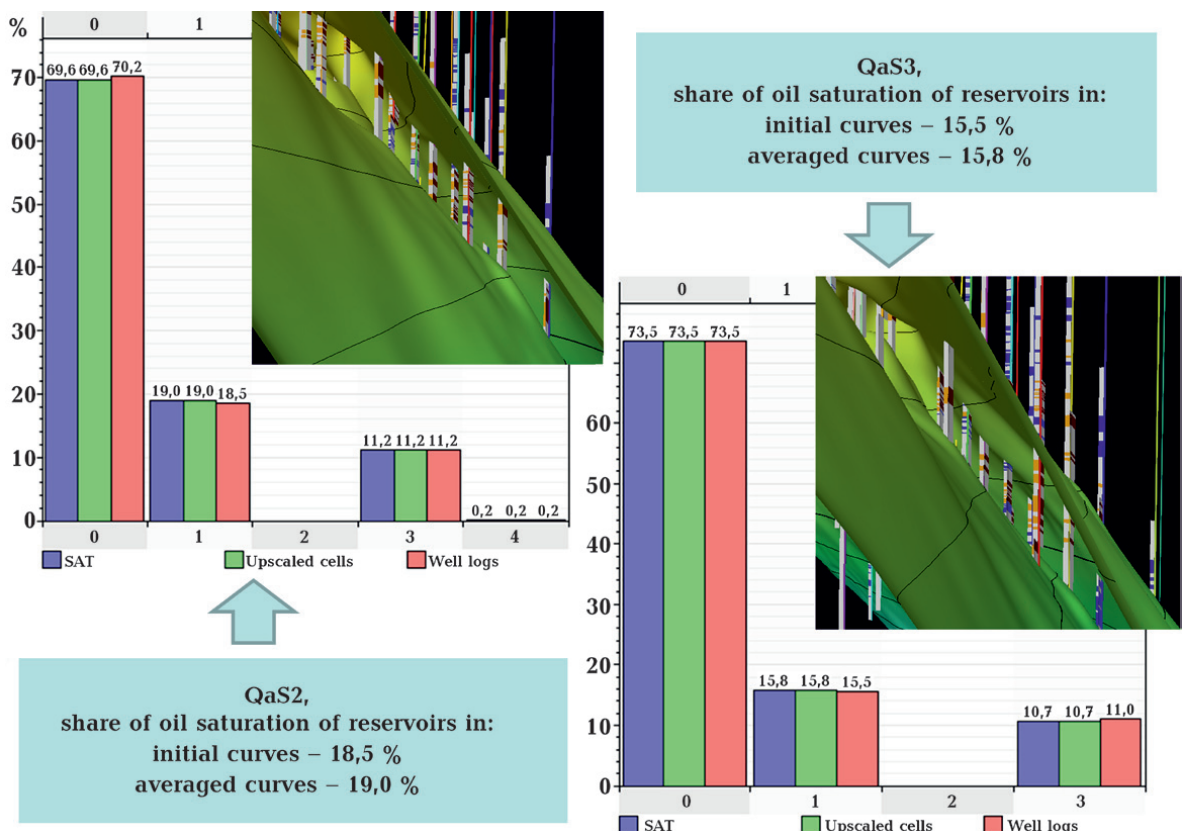 %
0 1
69,6 69,6 70,2
70
60
50
40
30
20
10
0
19,0 19,0 18,5
11,2 11,2 11,2
0,2 0,2 0,2
0 1 2 3 4
SAT Upscaled cells Well logs
QaS2,
share of oil saturation of reservoirs in:
initial curves – 18,5 %
averaged curves – 19,0 %
QaS3,
share of oil saturation of reservoirs in:
initial curves – 15,5 %
averaged curves – 15,8 %
0 1
73,5 73,5 73,5
60
50
40
30
20
10
0
15,8 15,8 15,5
10,7 10,7 11,0
0 1 2 3
SAT Upscaled cells Well logs